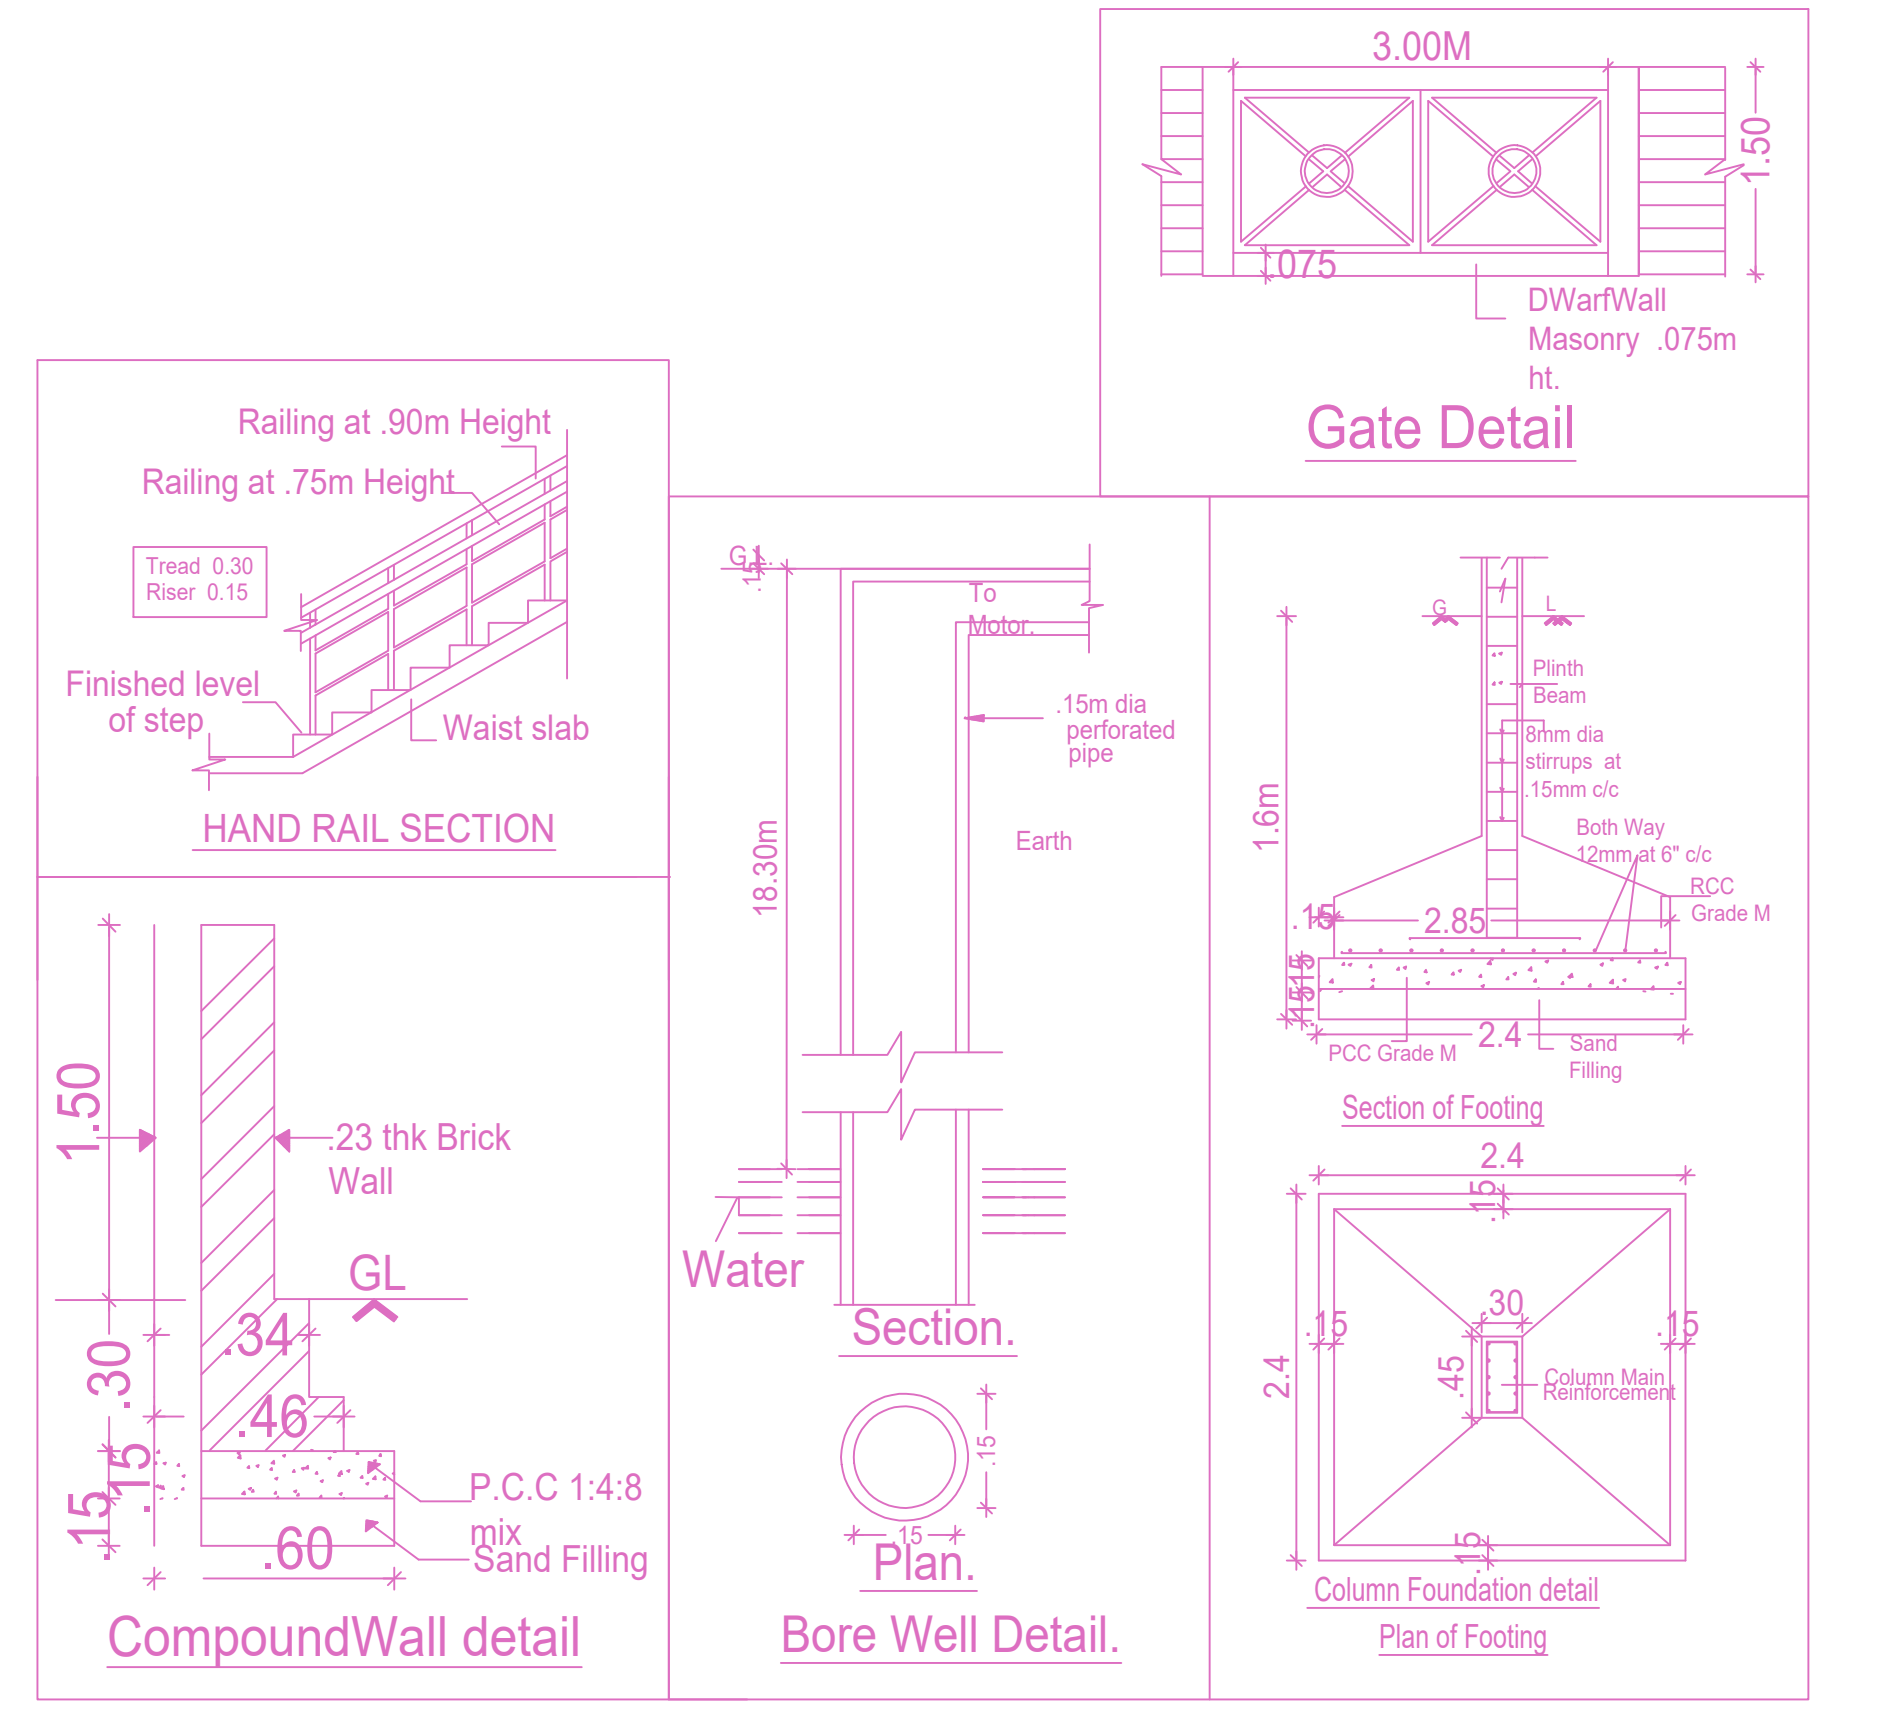 3.00M
1.50
.075
DWarfWall
Masonry .075m
ht.
Gate Detail
Railing at .90m Height
Railing at .75m Height
Tread 0.30
Riser 0.15
Finished level
of step
Waist slab
HAND RAIL SECTION
1.50
.23 thk Brick
Wall
GL
.34
.30
.46
.15
.15
P.C.C 1:4:8
mix
.60
Sand Filling
CompoundWall detail
G.L.
.15
To
Motor.
.15m dia
perforated
pipe
18.30m
Earth
Water
Section.
.15
.15
Plan.
Bore Well Detail.
G
L
Plinth
Beam
8mm dia
stirrups at
.15mm c/c
1.6m
Both Way
12mm at 6" c/c
RCC
Grade M
.15
2.85
.15
.15
2.4
PCC Grade M
Sand
Filling
Section of Footing
2.4
.15
.30
.15
.15
2.4
.45
Column Main
Reinforcement
.15
Column Foundation detail
Plan of Footing